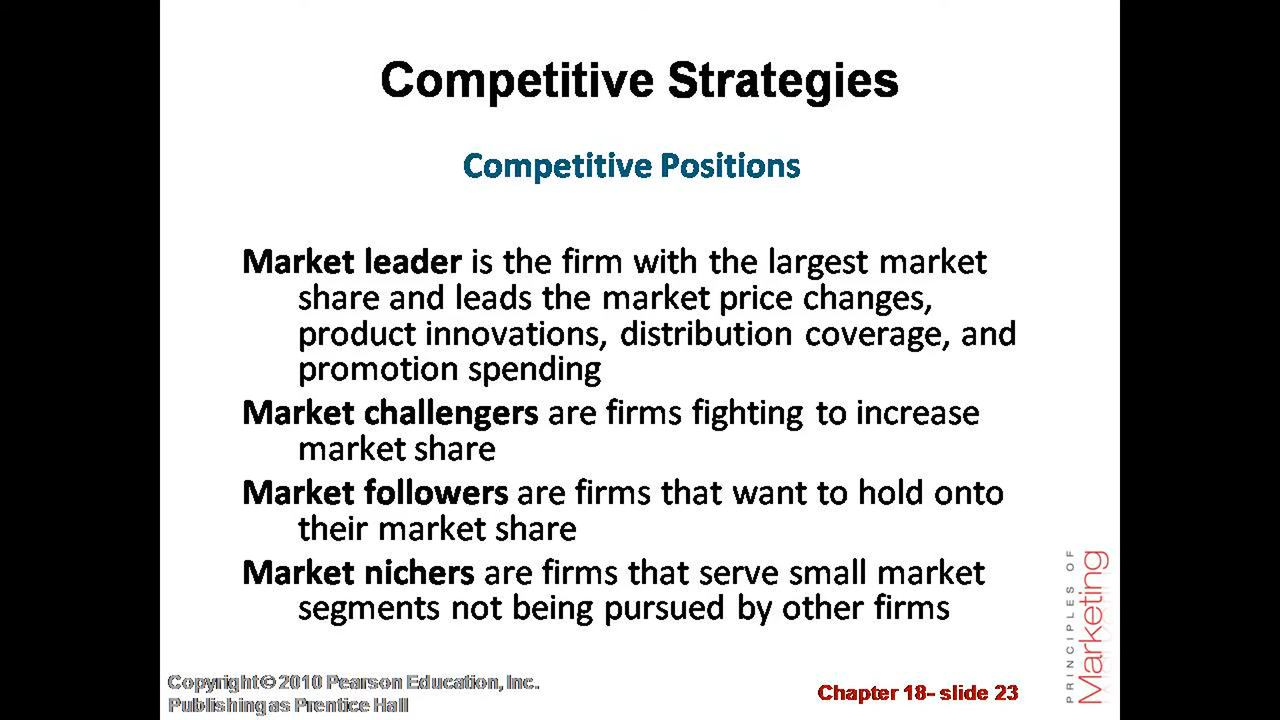 Competitive Strategies
Competitive Positions
Market leader is the firm with the largest market
share and leads the market price changes,
product innovations, distribution coverage, and
promotion spending
Market challengers are firms fighting to increase
market share
Market followers are firms that want to hold onto
their market share
Market nichers are firms that serve small market
segments not being pursued by other firms
PRINCIPLES OF
Marketing
Copyright © 2010 Pearson Education, Inc.
Publishing as Prentice Hall
Chapter 18- slide 23